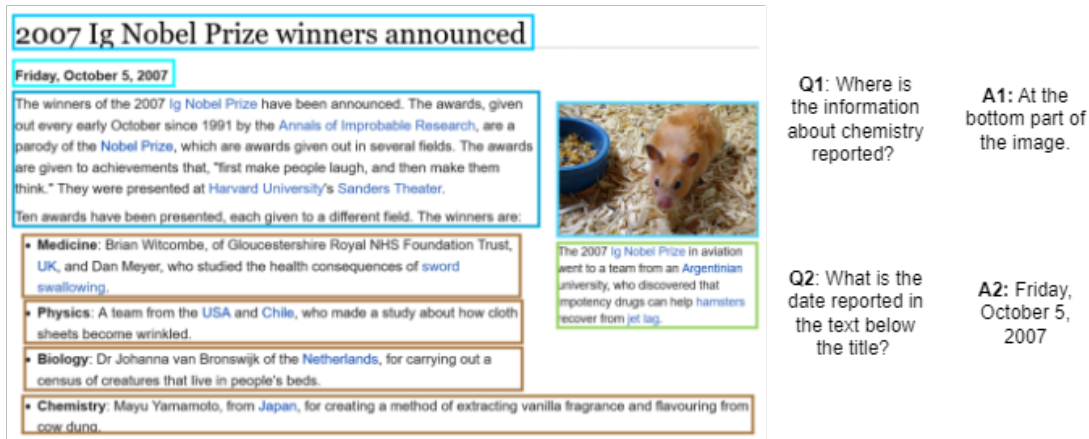 2007 Ig Nobel Prize winners announced
Friday, October 5, 2007
The winners of the 2007 Ig Nobel Prize have been announced. The awards, given
out every early October since 1991 by the Annals of Improbable Research, are a
parody of the Nobel Prize, which are awards given out in several fields. The awards
are given to achievements that, "first make people laugh, and then make them
think." They were presented at Harvard University's Sanders Theater.
Ten awards have been presented, each given to a different field. The winners are:
• Medicine: Brian Witcombe, of Gloucestershire Royal NHS Foundation Trust,
UK, and Dan Meyer, who studied the health consequences of sword
swallowing.
• Physics: A team from the USA and Chile, who made a study about how cloth
sheets become wrinkled.
• Biology: Dr Johanna van Bronswijk of the Netherlands, for carrying out a
census of creatures that live in people's beds.
• Chemistry: Mayu Yamamoto, from Japan, for creating a method of extracting vanilla fragrance and flavouring from
cow dung.
The 2007 Ig Nobel Prize in aviation
went to a team from an Argentinian
university, who discovered that
impotency drugs can help hamsters
recover from jet lag.
Q1: Where is
the information
about chemistry
reported?
A1: At the
bottom part of
the image.
Q2: What is the
date reported in
the text below
the title?
A2: Friday,
October 5,
2007